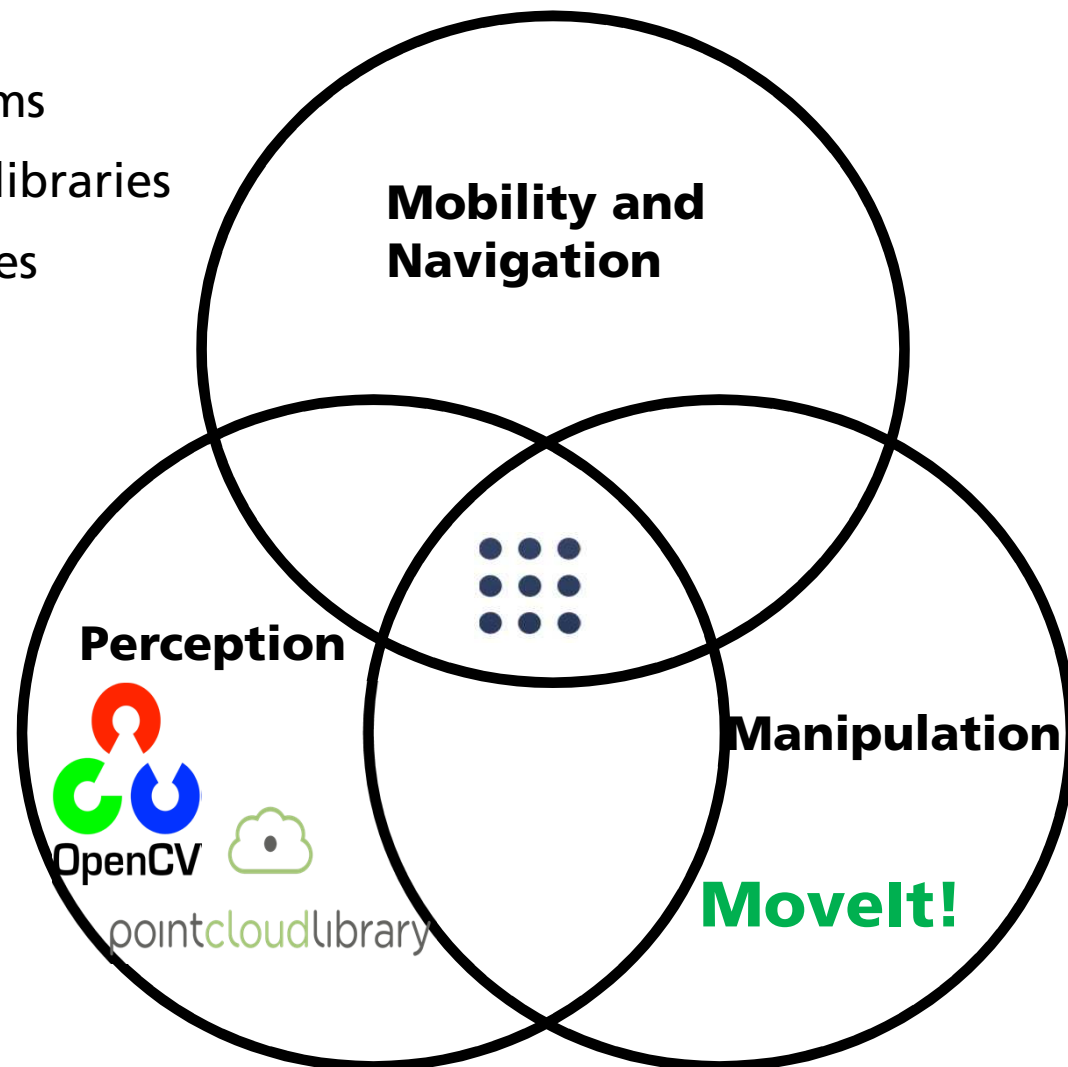 ms
libraries
es
Mobility and
Navigation
Perception
OpenCV
pointcloudlibrary
Manipulation
MoveIt!